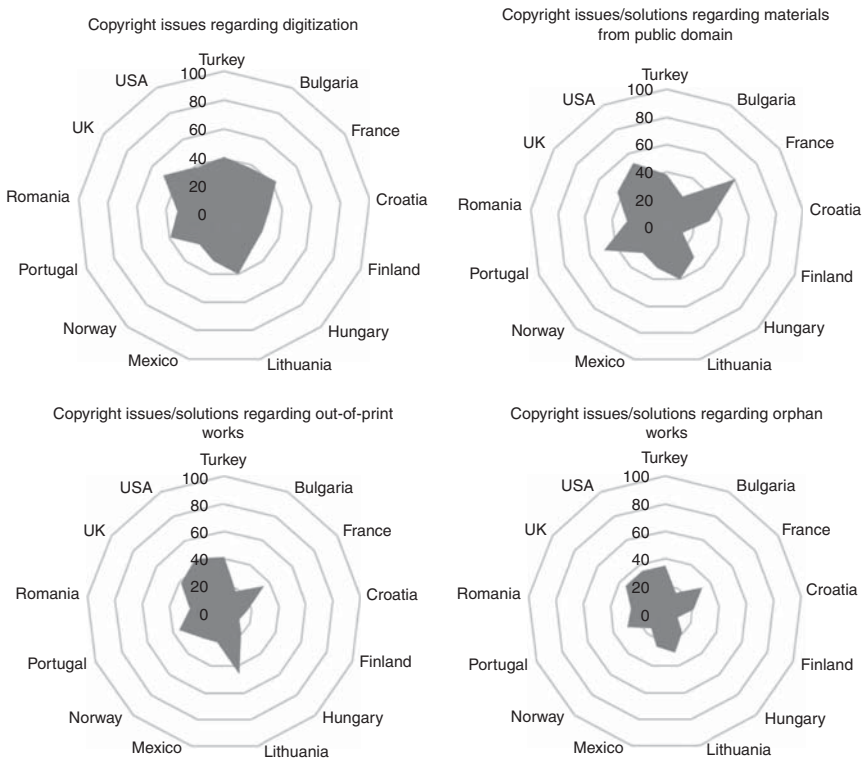 Copyright issues regarding digitization
Turkey
Bulgaria
France
Croatia
Finland
Hungary
Lithuania
Mexico
Norway
Portugal
Romania
UK
USA
100
80
60
40
20
0
Copyright issues/solutions regarding materials
from public domain
Turkey
Bulgaria
France
Croatia
Finland
Hungary
Lithuania
Mexico
Norway
Portugal
Romania
UK
USA
100
80
60
40
20
0
Copyright issues/solutions regarding out-of-print
works
Turkey
Bulgaria
France
Croatia
Finland
Hungary
Lithuania
Mexico
Norway
Portugal
Romania
UK
USA
100
80
60
40
20
0
Copyright issues/solutions regarding orphan
works
Turkey
Bulgaria
France
Croatia
Finland
Hungary
Lithuania
Mexico
Norway
Portugal
Romania
UK
USA
100
80
60
40
20
0